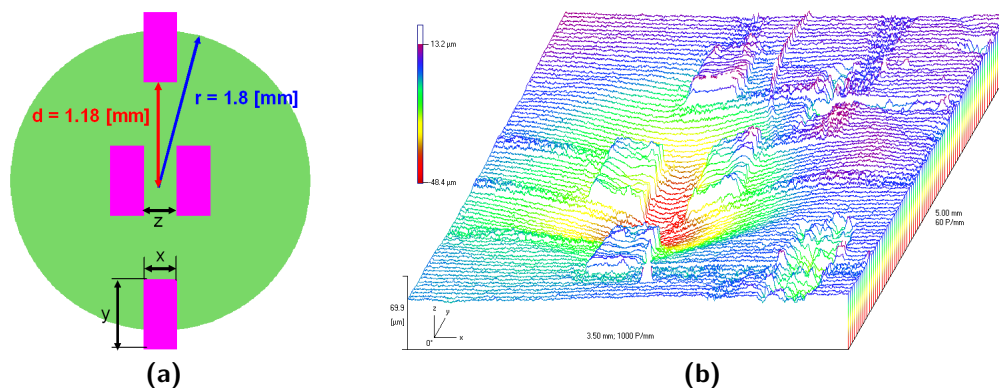 (a)
d = 1.18 [mm]
r = 1.8 [mm]
z
x
y
(b)
13.2 µm
48.4 µm
5.00 mm
60 P/mm
69.9
[µm]
z
y
0°
x
3.50 mm; 1000 P/mm